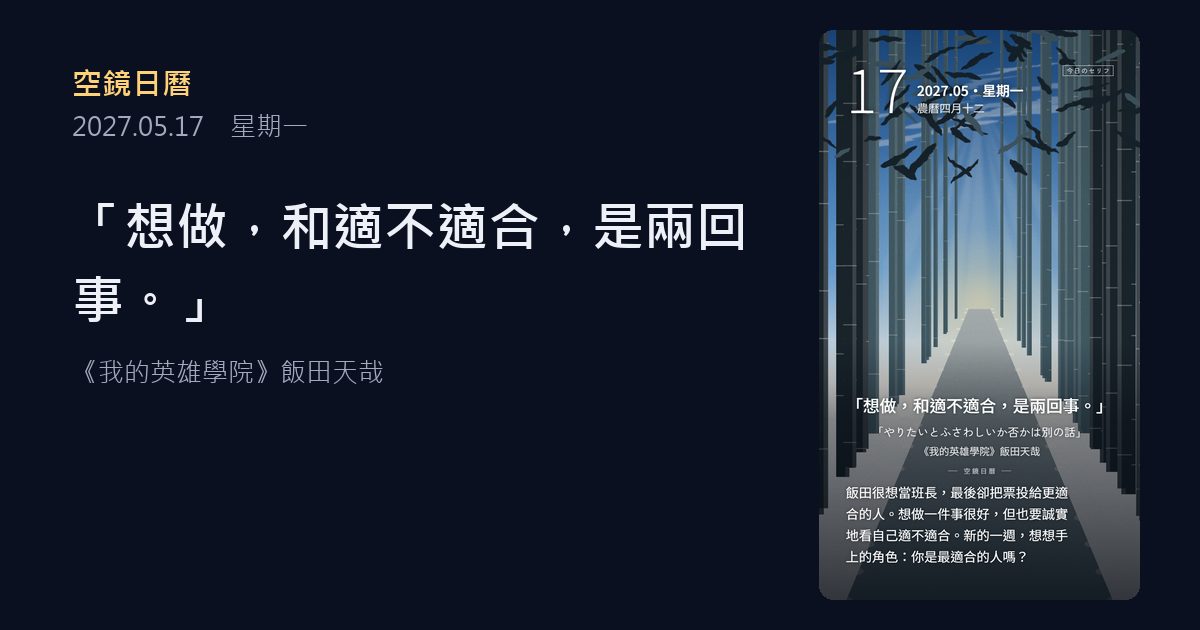 空鏡日曆
2027.05.17 星期一
「想做，和適不適合，是兩回
事。」
《我的英雄學院》飯田天哉
今日のセリフ
17
2027.05・星期一
農曆四月十二
「想做，和適不適合，是兩回事。」
「やりたいとふさわしいか否かは別の話」
《我的英雄學院》飯田天哉
— 空鏡日曆 —
飯田很想當班長，最後卻把票投給更適
合的人。想做一件事很好，但也要誠實
地看自己適不適合。新的一週，想想手
上的角色：你是最適合的人嗎？